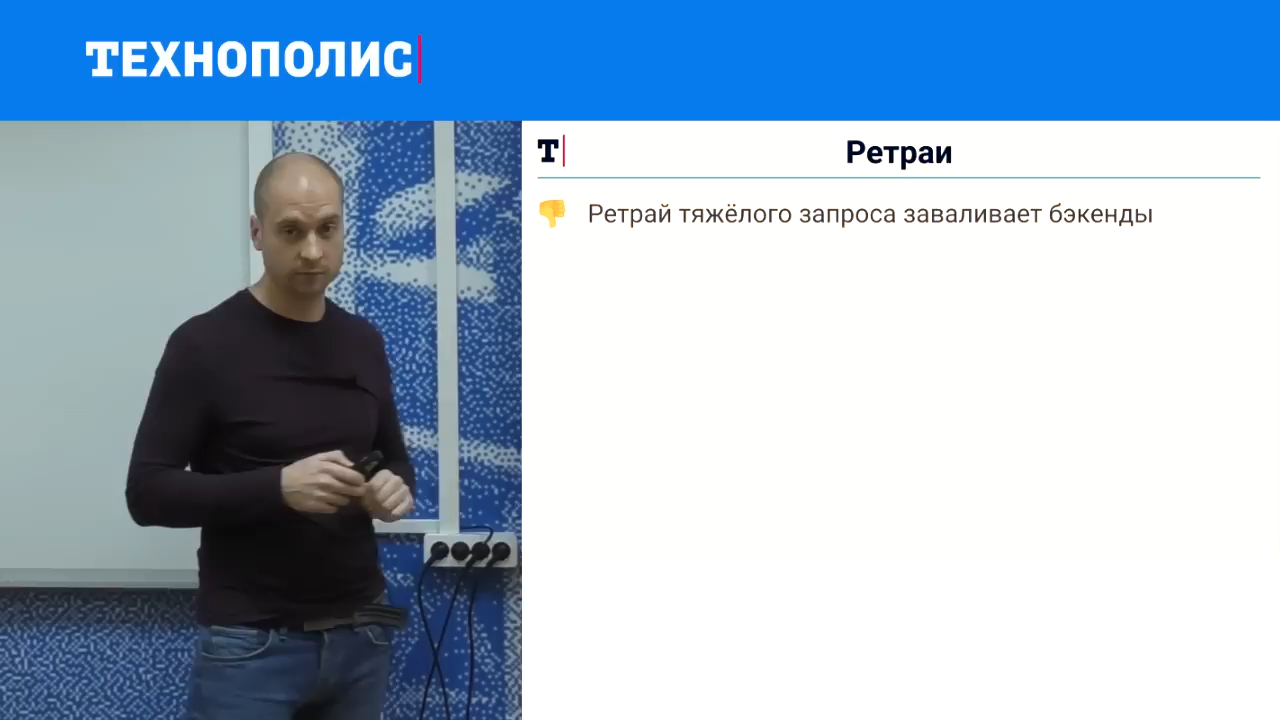 ТЕХНОПОЛИС
Т
Ретраи
Ретрай тяжёлого запроса заваливает бэкенды